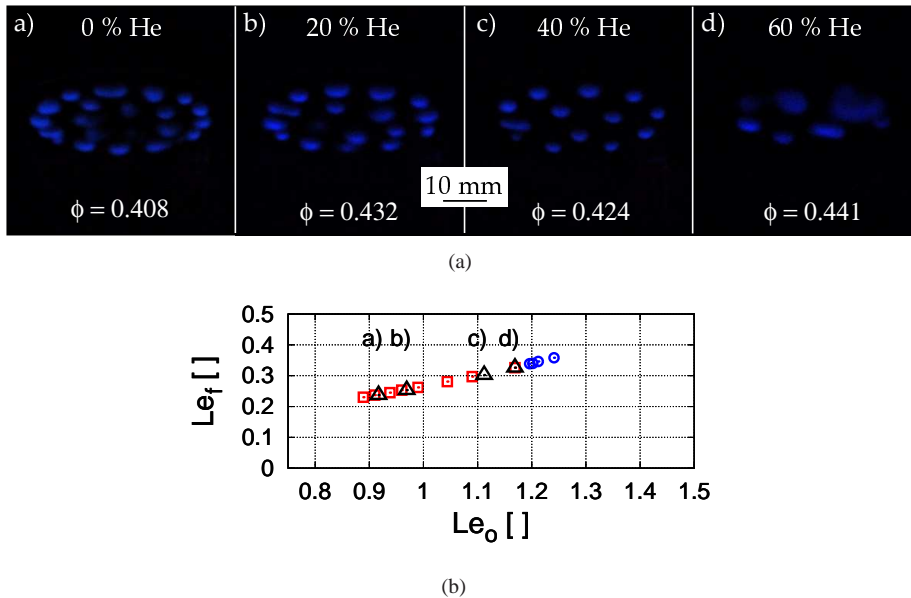 a) 0 % He b) 20 % He c) 40 % He d) 60 % He
10 mm
ϕ = 0.408 ϕ = 0.432 ϕ = 0.424 ϕ = 0.441
(a)
0.5
0.4
0.3
0.2
0.1
0
a) b) c) d)
Le_f [ ]
0.8 0.9 1 1.1 1.2 1.3 1.4 1.5
Le_o [ ]
(b)